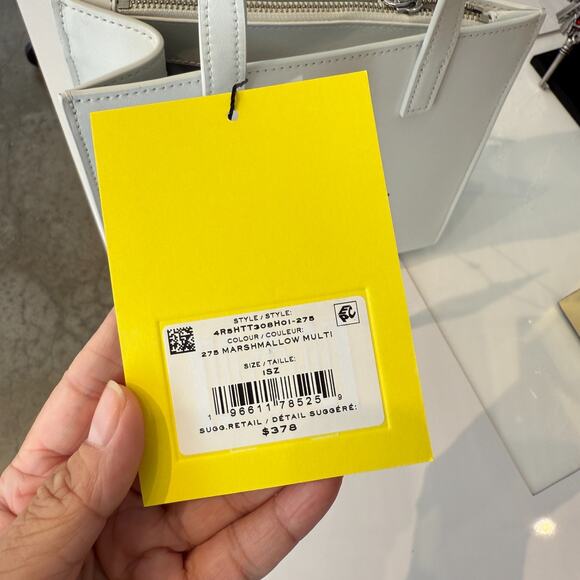 STYLE / STYLE:
4R5HTT308H01-275
COLOUR / COULEUR:
275 MARSHMALLOW MULTI
SIZE / TAILLE:
1SZ
1 96611 78525 9
SUGG.RETAIL / DÉTAIL SUGGÉRÉ:
$378